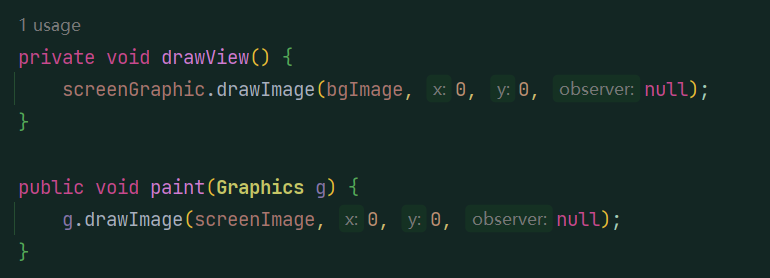 1 usage
private void drawView() {
screenGraphic.drawImage(bgImage, x: 0, y: 0, observer: null);
}
public void paint(Graphics g) {
g.drawImage(screenImage, x: 0, y: 0, observer: null);
}